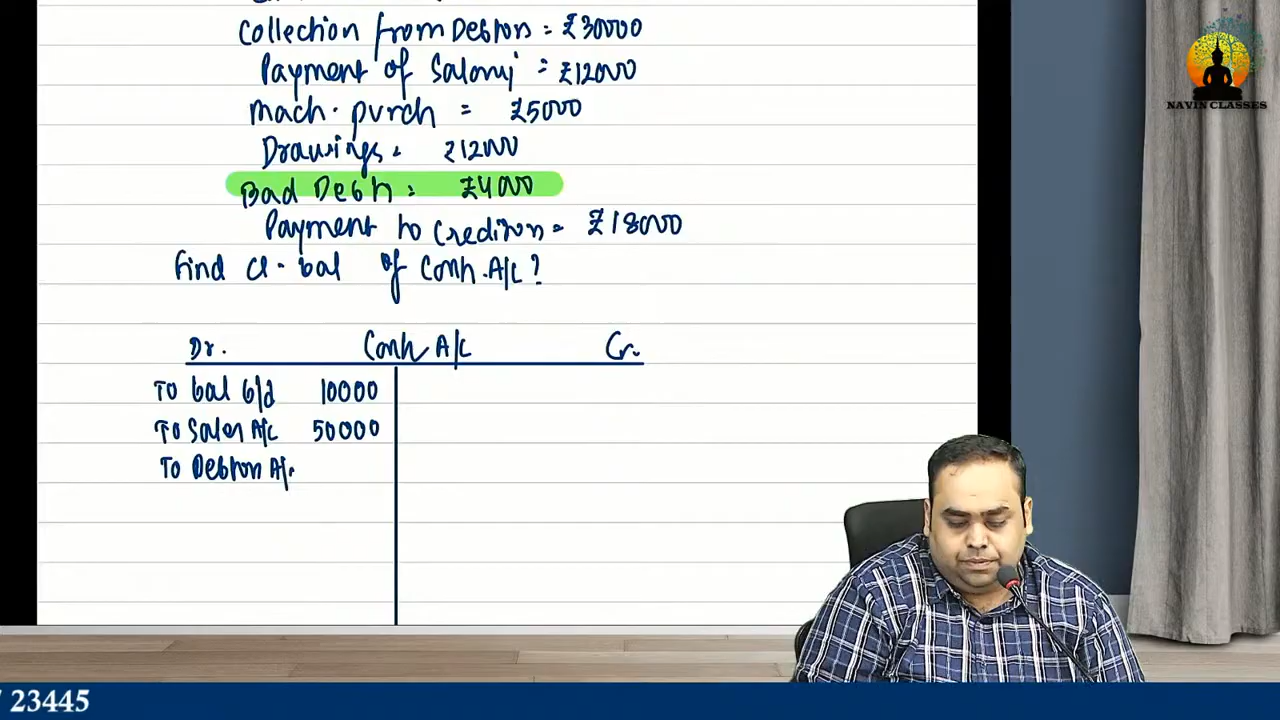 Collection from Debtors = ₹30000
Payment of Salary = ₹12000
Mach. purch = ₹5000
Drawings = ₹12000
Bad Debts = ₹4000
Payment to Creditors = ₹18000
Find Cl. bal of Cash A/c?
Dr. Cash A/c Cr.
To bal b/d 10000
To Sales A/c 50000
To Debtors A/c
NAVIN CLASSES
23445